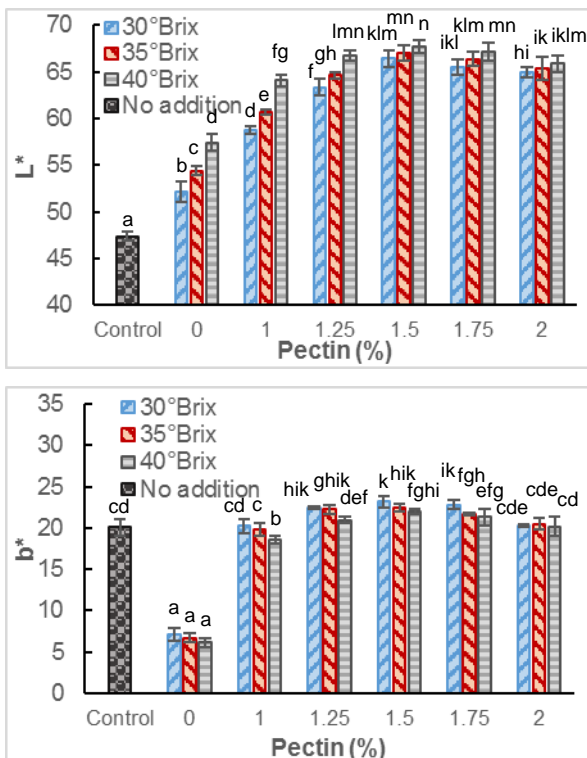 70
65
60
55
50
45
40
L*
30°Brix
35°Brix
40°Brix
No addition
a
b
c
d
d
e
fg
f
gh
lmn
klm
mn
n
ikl
klm
mn
hi
ik
iklm
Control 0 1 1.25 1.5 1.75 2
Pectin (%)
35
30
25
20
15
10
5
0
b*
30°Brix
35°Brix
40°Brix
No addition
cd
a
a
a
cd
c
b
hik
ghik
def
k
hik
fghi
ik
fgh
efg
cde
cde
cd
Control 0 1 1.25 1.5 1.75 2
Pectin (%)